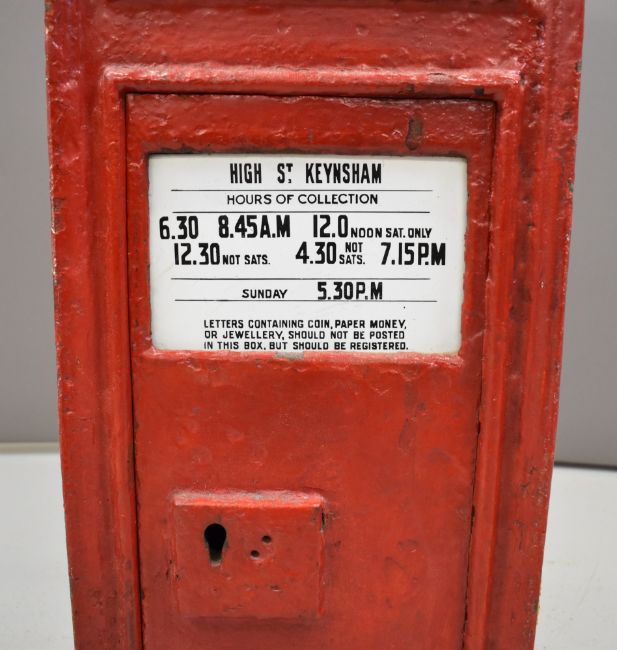 HIGH ST. KEYNSHAM
HOURS OF COLLECTION
6.30 8.45A.M 12.0 NOON SAT. ONLY
12.30 NOT SATS. 4.30 NOT SATS. 7.15P.M
SUNDAY 5.30P.M
LETTERS CONTAINING COIN, PAPER MONEY,
OR JEWELLERY, SHOULD NOT BE POSTED
IN THIS BOX, BUT SHOULD BE REGISTERED.